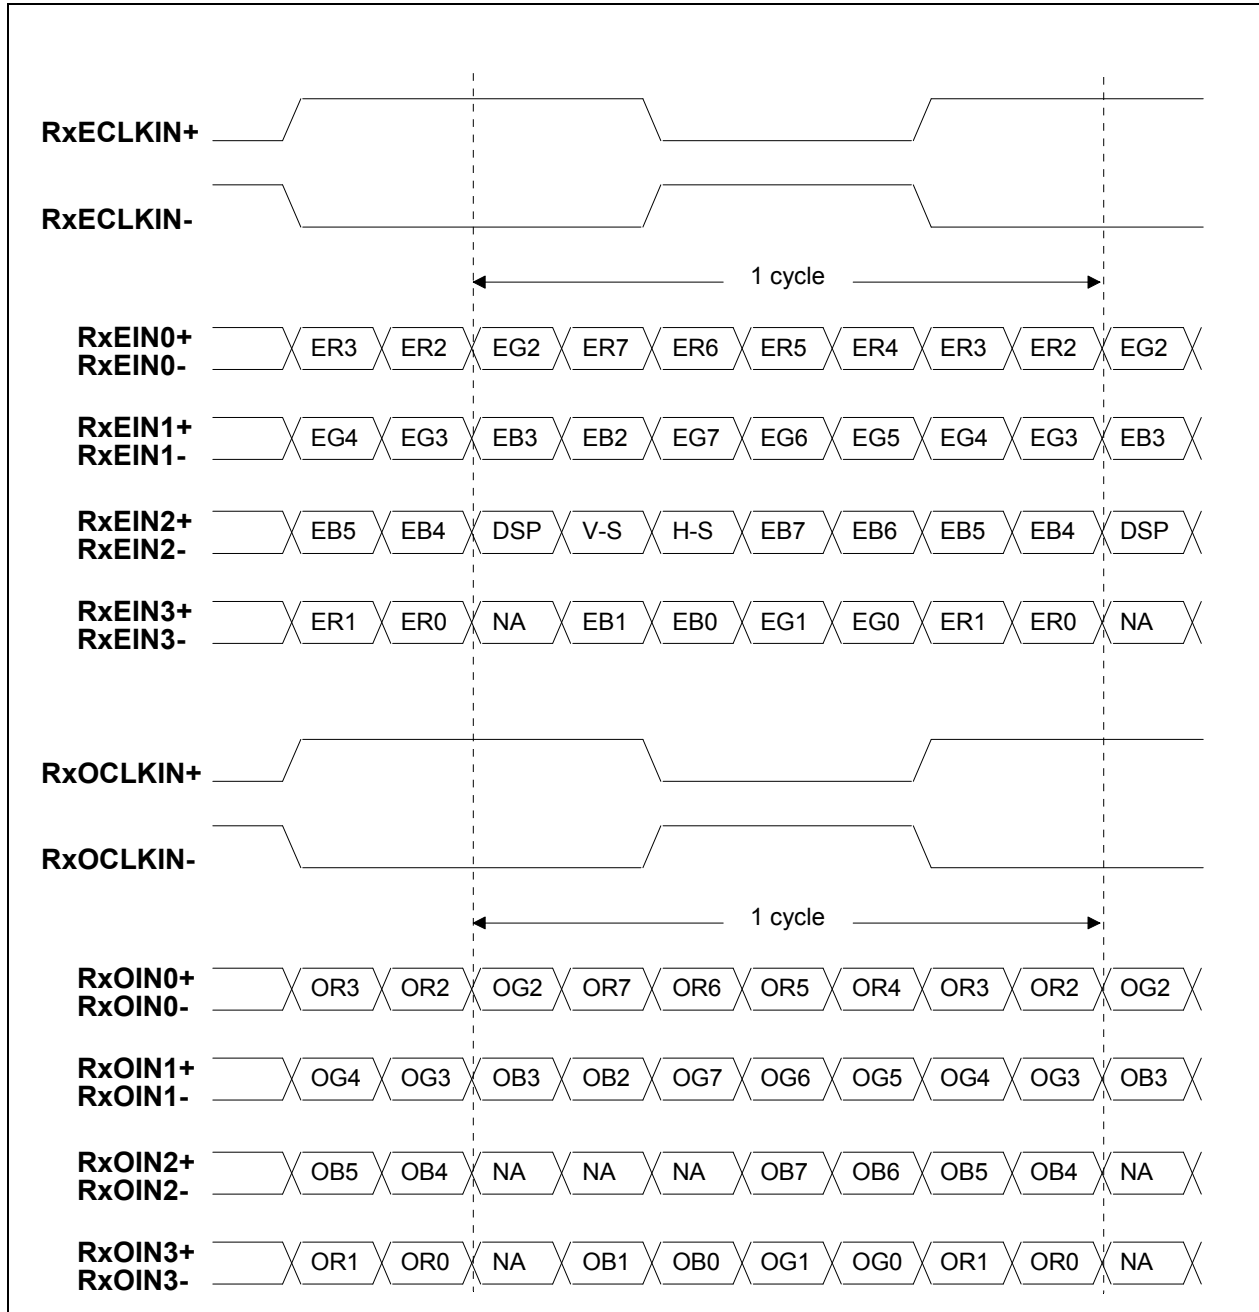 RxECLKIN+
RxECLKIN-
1 cycle
RxEIN0+
RxEIN0-
ER3 ER2 EG2 ER7 ER6 ER5 ER4 ER3 ER2 EG2
RxEIN1+
RxEIN1-
EG4 EG3 EB3 EB2 EG7 EG6 EG5 EG4 EG3 EB3
RxEIN2+
RxEIN2-
EB5 EB4 DSP V-S H-S EB7 EB6 EB5 EB4 DSP
RxEIN3+
RxEIN3-
ER1 ER0 NA EB1 EB0 EG1 EG0 ER1 ER0 NA
RxOCLKIN+
RxOCLKIN-
1 cycle
RxOIN0+
RxOIN0-
OR3 OR2 OG2 OR7 OR6 OR5 OR4 OR3 OR2 OG2
RxOIN1+
RxOIN1-
OG4 OG3 OB3 OB2 OG7 OG6 OG5 OG4 OG3 OB3
RxOIN2+
RxOIN2-
OB5 OB4 NA NA NA OB7 OB6 OB5 OB4 NA
RxOIN3+
RxOIN3-
OR1 OR0 NA OB1 OB0 OG1 OG0 OR1 OR0 NA